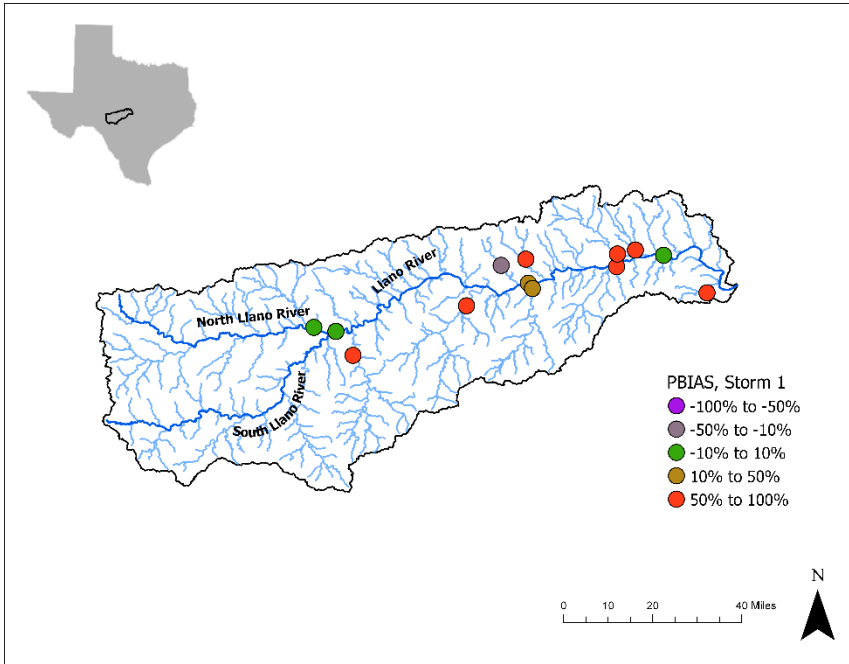 Llano River
North Llano River
South Llano River
PBIAS, Storm 1
-100% to -50%
-50% to -10%
-10% to 10%
10% to 50%
50% to 100%
N
0 10 20 40 Miles